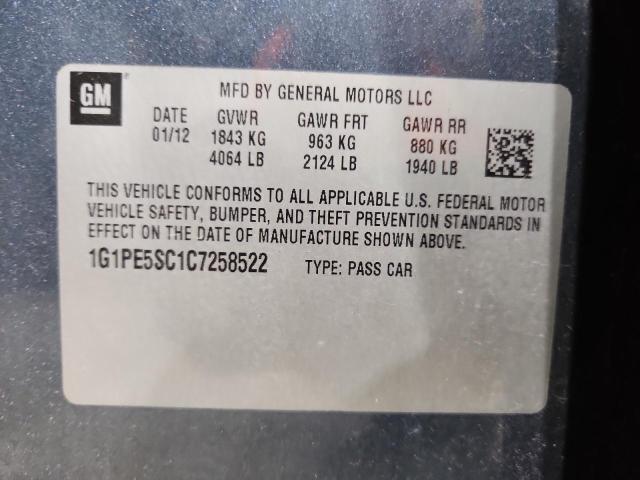 GM
MFD BY GENERAL MOTORS LLC
DATE GVWR GAWR FRT GAWR RR
01/12 1843 KG 963 KG 880 KG
4064 LB 2124 LB 1940 LB
THIS VEHICLE CONFORMS TO ALL APPLICABLE U.S. FEDERAL MOTOR
VEHICLE SAFETY, BUMPER, AND THEFT PREVENTION STANDARDS IN
EFFECT ON THE DATE OF MANUFACTURE SHOWN ABOVE.
1G1PE5SC1C7258522 TYPE: PASS CAR